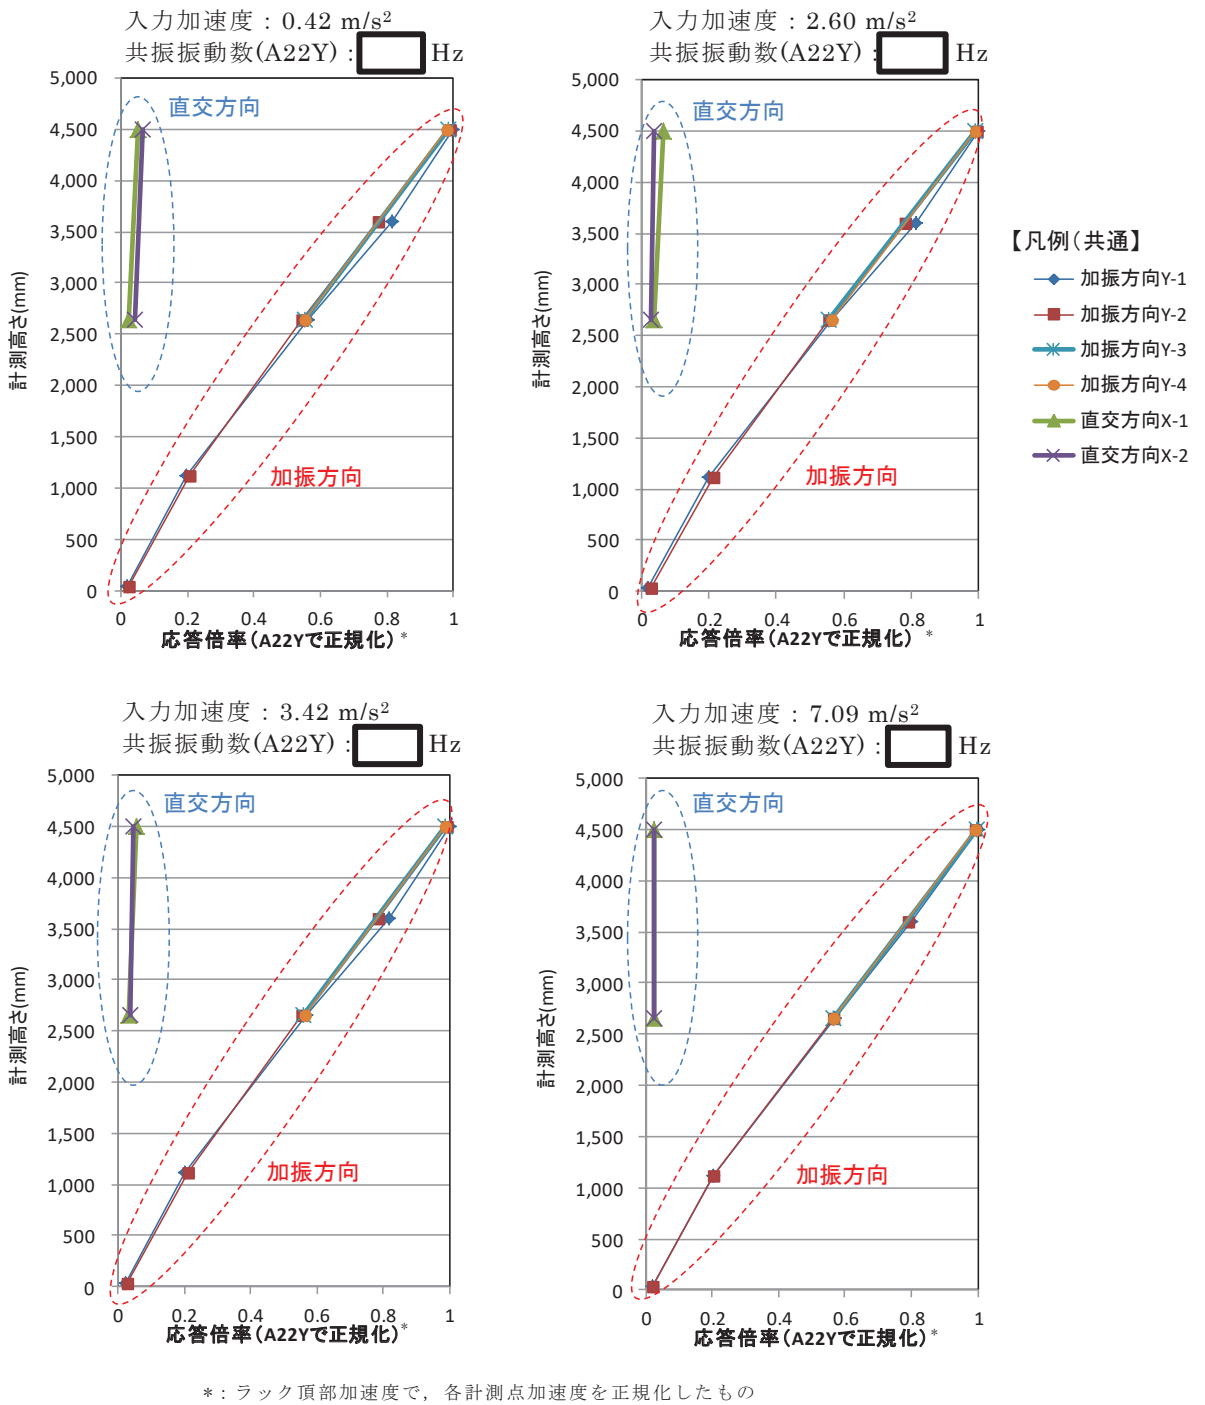 入力加速度：0.42 m/s²
共振振動数(A22Y)： Hz
5,000
4,500
4,000
3,500
3,000
2,500
2,000
1,500
1,000
500
0
計測高さ(mm)
直交方向
加振方向
0 0.2 0.4 0.6 0.8 1
応答倍率（A22Yで正規化）*
入力加速度：2.60 m/s²
共振振動数(A22Y)： Hz
5,000
4,500
4,000
3,500
3,000
2,500
2,000
1,500
1,000
500
0
計測高さ(mm)
直交方向
加振方向
0 0.2 0.4 0.6 0.8 1
応答倍率（A22Yで正規化）*
【凡例（共通】
加振方向Y-1
加振方向Y-2
加振方向Y-3
加振方向Y-4
直交方向X-1
直交方向X-2
入力加速度：3.42 m/s²
共振振動数(A22Y)： Hz
5,000
4,500
4,000
3,500
3,000
2,500
2,000
1,500
1,000
500
0
計測高さ(mm)
直交方向
加振方向
0 0.2 0.4 0.6 0.8 1
応答倍率（A22Yで正規化）*
入力加速度：7.09 m/s²
共振振動数(A22Y)： Hz
5,000
4,500
4,000
3,500
3,000
2,500
2,000
1,500
1,000
500
0
計測高さ(mm)
直交方向
加振方向
0 0.2 0.4 0.6 0.8 1
応答倍率（A22Yで正規化）*
*：ラック頂部加速度で，各計測点加速度を正規化したもの